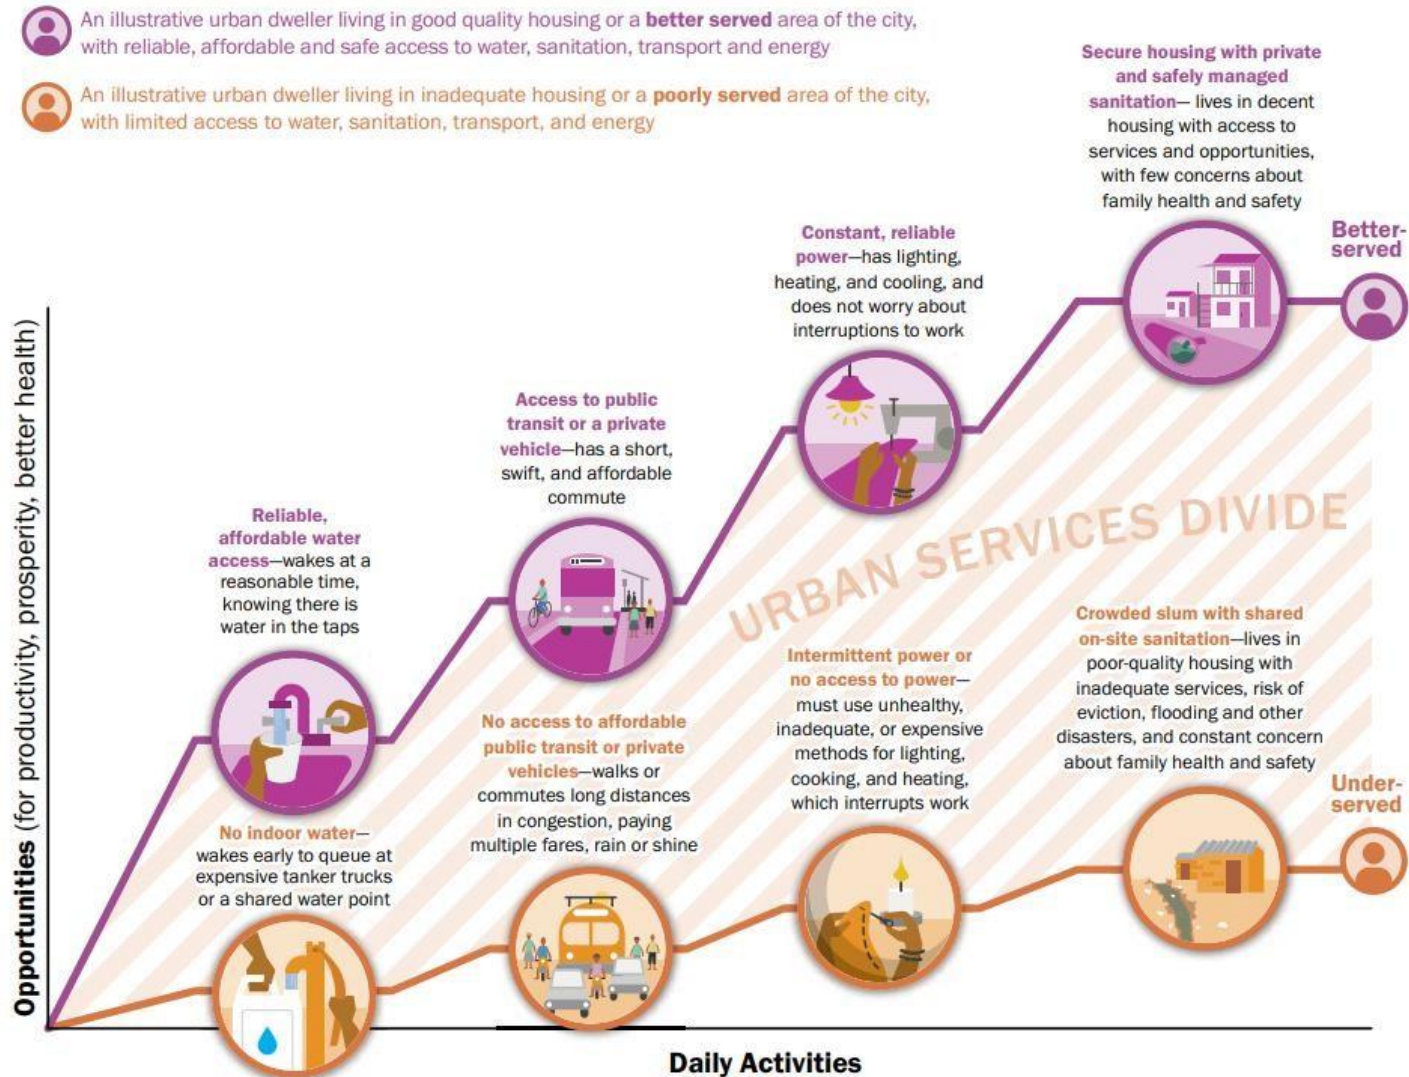 An illustrative urban dweller living in good quality housing or a better served area of the city,
with reliable, affordable and safe access to water, sanitation, transport and energy
An illustrative urban dweller living in inadequate housing or a poorly served area of the city,
with limited access to water, sanitation, transport, and energy
Secure housing with private
and safely managed
sanitation— lives in decent
housing with access to
services and opportunities,
with few concerns about
family health and safety
Better-
served
Constant, reliable
power—has lighting,
heating, and cooling, and
does not worry about
interruptions to work
Access to public
transit or a private
vehicle—has a short,
swift, and affordable
commute
Reliable,
affordable water
access—wakes at a
reasonable time,
knowing there is
water in the taps
URBAN SERVICES DIVIDE
No indoor water—
wakes early to queue at
expensive tanker trucks
or a shared water point
No access to affordable
public transit or private
vehicles—walks or
commutes long distances
in congestion, paying
multiple fares, rain or shine
Intermittent power or
no access to power—
must use unhealthy,
inadequate, or expensive
methods for lighting,
cooking, and heating,
which interrupts work
Crowded slum with shared
on-site sanitation—lives in
poor-quality housing with
inadequate services, risk of
eviction, flooding and other
disasters, and constant concern
about family health and safety
Under-
served
Opportunities (for productivity, prosperity, better health)
Daily Activities